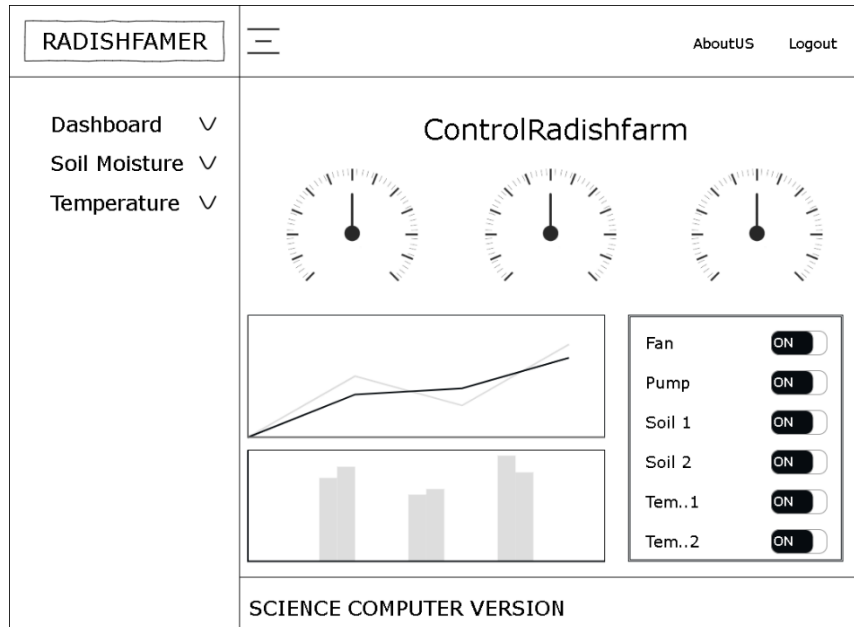 RADISHFAMER
AboutUS Logout
Dashboard
Soil Moisture
Temperature
ControlRadishfarm
Fan ON
Pump ON
Soil 1 ON
Soil 2 ON
Tem..1 ON
Tem..2 ON
SCIENCE COMPUTER VERSION